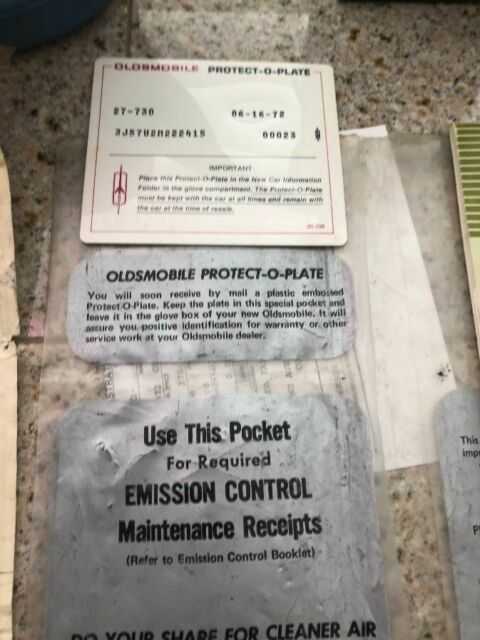 OLDSMOBILE PROTECT-O-PLATE
27-730 06-16-72
3J57U2M222415 00023
IMPORTANT
Place this Protect-O-Plate in the New Car Information
Folder in the glove compartment. The Protect-O-Plate
must be kept with the car at all times and remain with
the car at the time of resale.
OLDSMOBILE PROTECT-O-PLATE
You will soon receive by mail a plastic embossed
Protect-O-Plate. Keep the plate in this special pocket and
leave it in the glove box of your new Oldsmobile. It will
assure you positive identification for warranty or other
service work at your Oldsmobile dealer.
Use This Pocket
For Required
EMISSION CONTROL
Maintenance Receipts
(Refer to Emission Control Booklet)
DO YOUR SHARE FOR CLEANER AIR
This